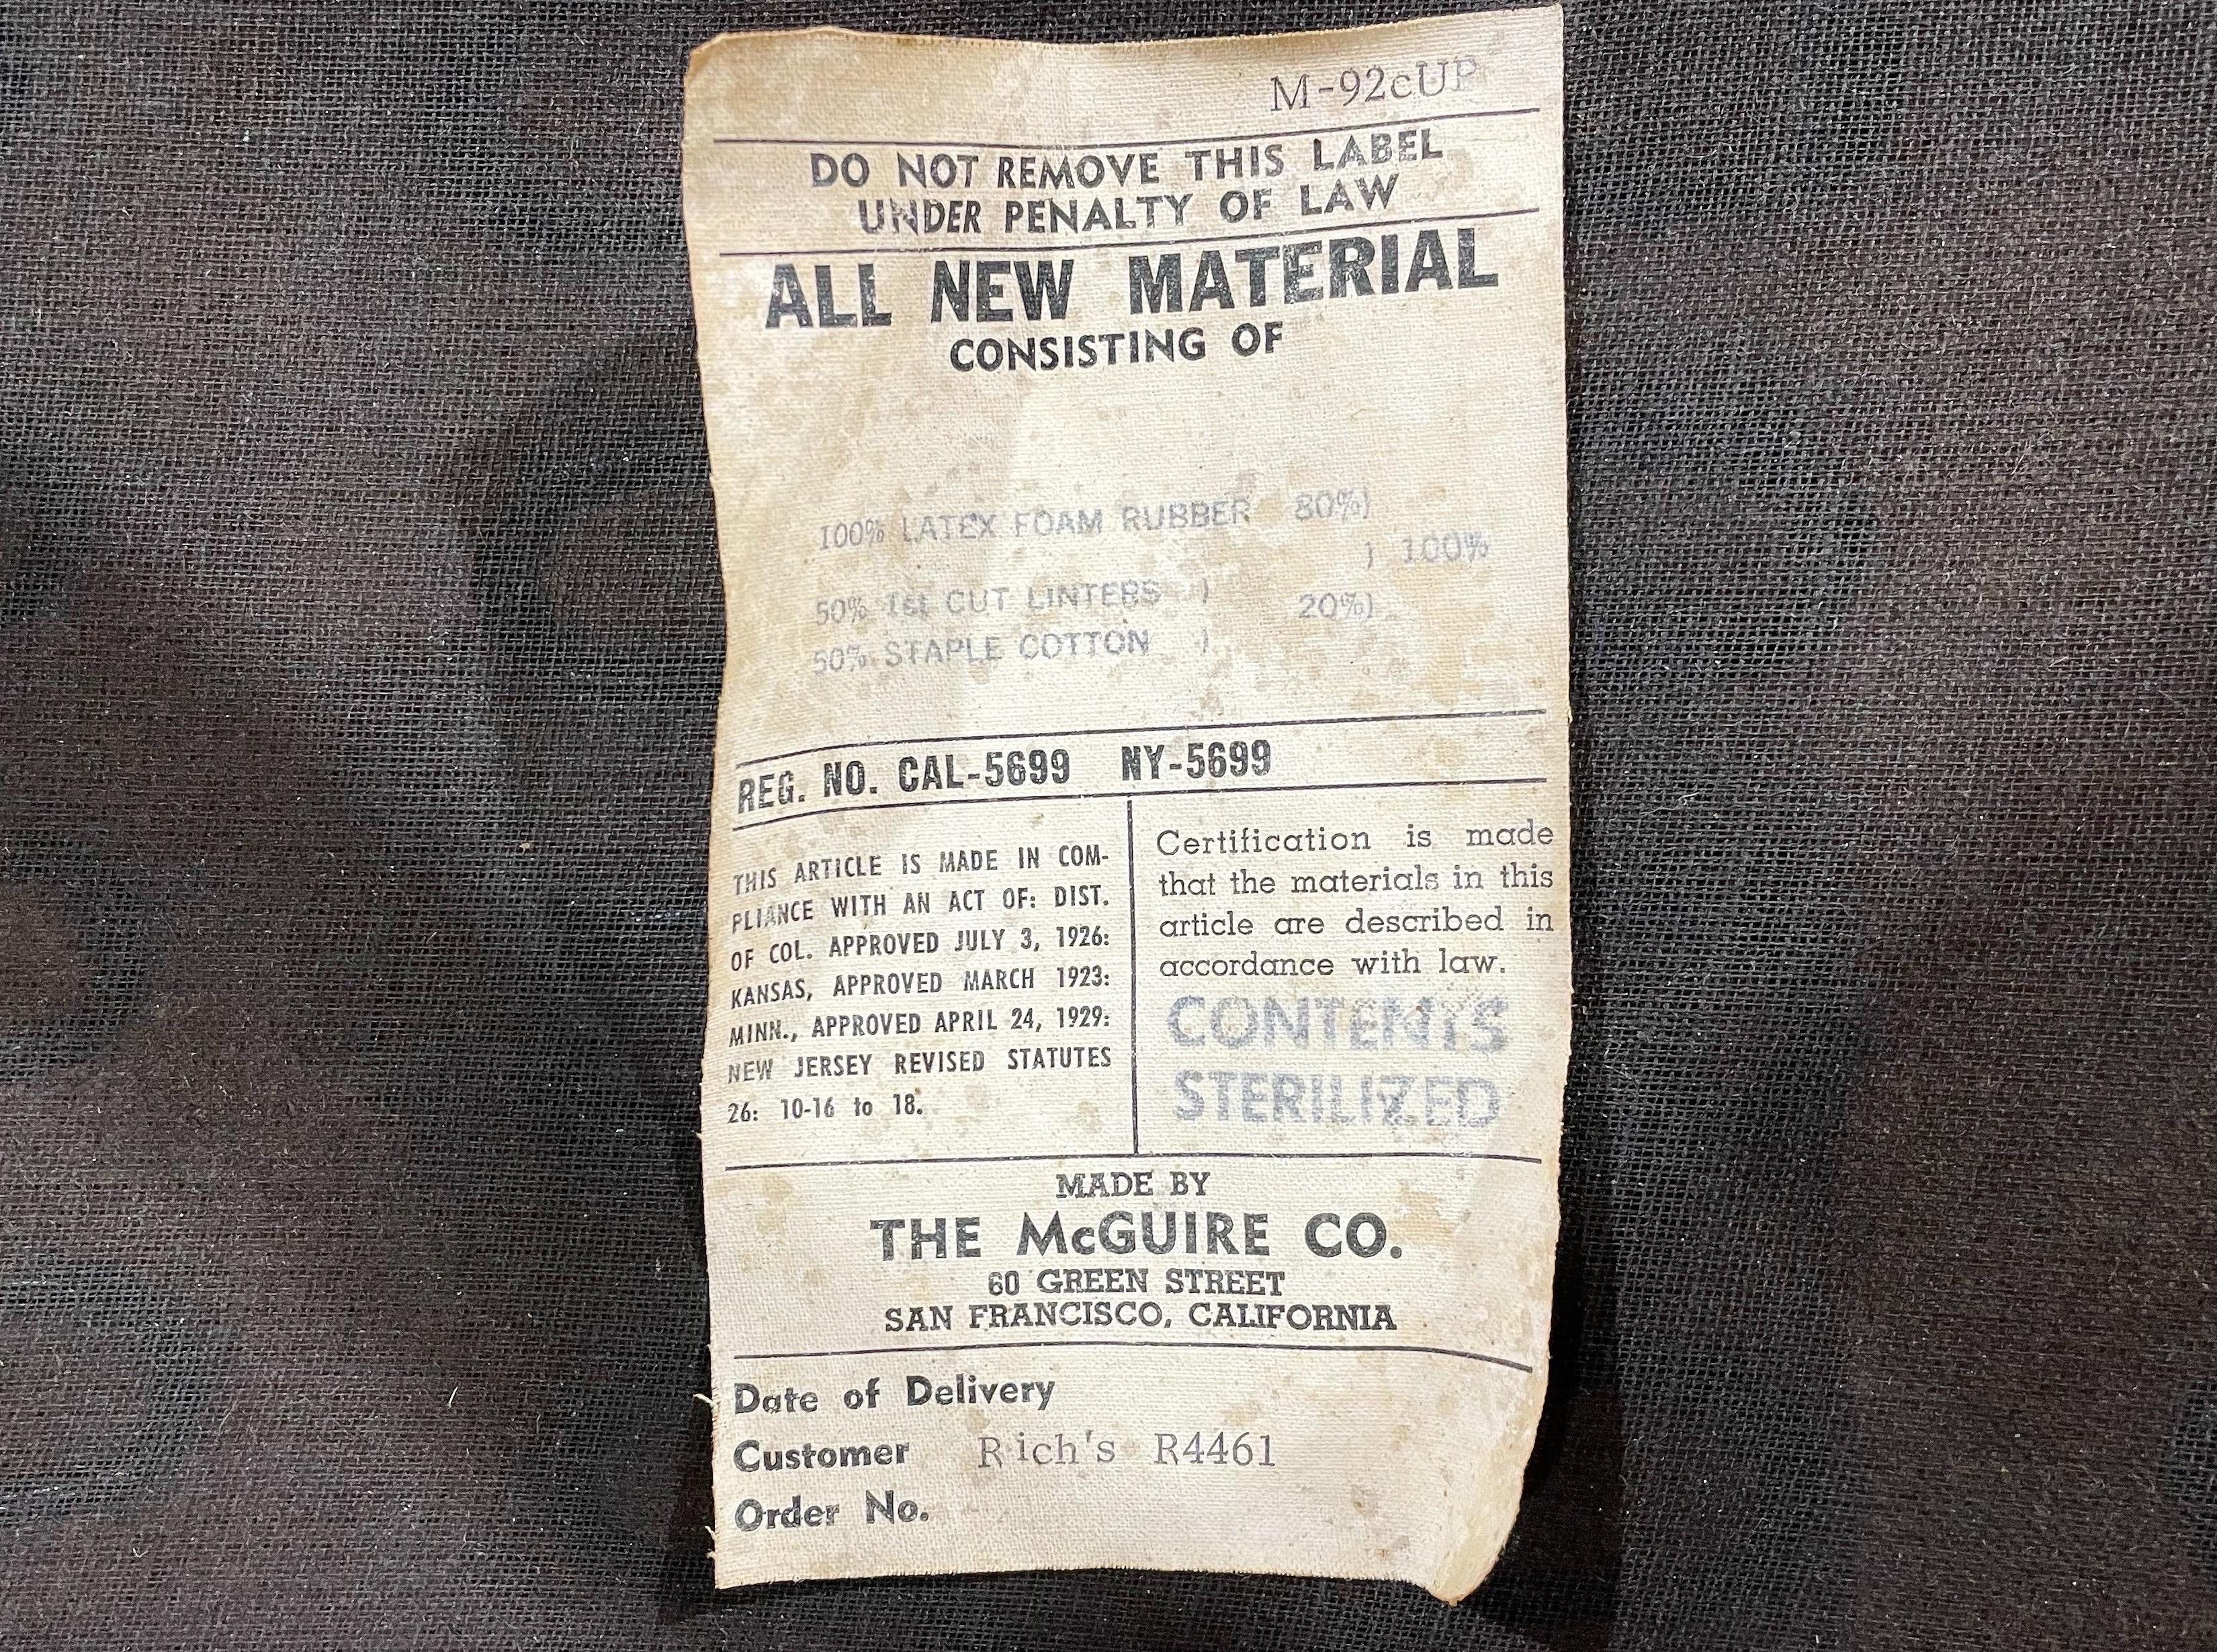 M-92cUP
DO NOT REMOVE THIS LABEL
UNDER PENALTY OF LAW
ALL NEW MATERIAL
CONSISTING OF
100% LATEX FOAM RUBBER 80%)
) 100%
50% 1st CUT LINTERS ) 20%)
50% STAPLE COTTON )
REG. NO. CAL-5699 NY-5699
THIS ARTICLE IS MADE IN COM-
PLIANCE WITH AN ACT OF: DIST.
OF COL. APPROVED JULY 3, 1926:
KANSAS, APPROVED MARCH 1923:
MINN., APPROVED APRIL 24, 1929:
NEW JERSEY REVISED STATUTES
26: 10-16 to 18.
Certification is made
that the materials in this
article are described in
accordance with law.
CONTENTS
STERILIZED
MADE BY
THE McGUIRE CO.
60 GREEN STREET
SAN FRANCISCO, CALIFORNIA
Date of Delivery
Customer Rich's R4461
Order No.